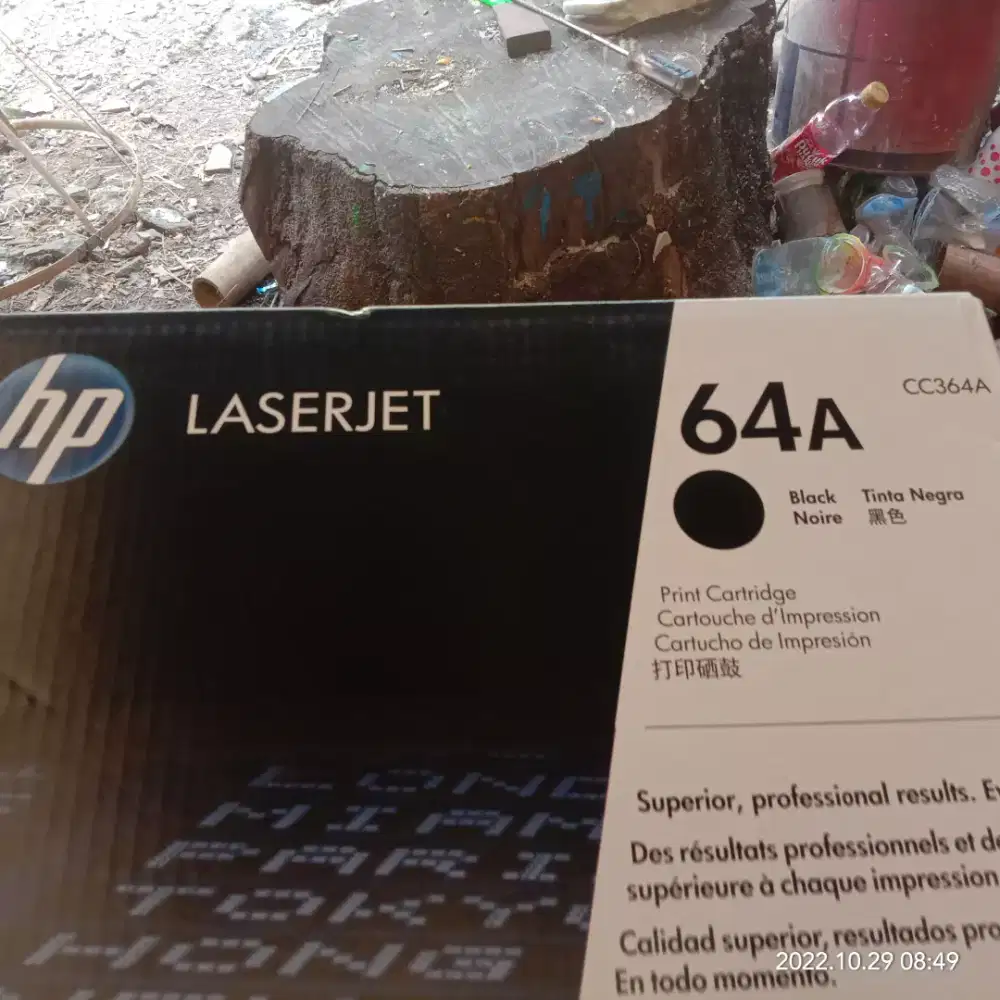 hp
LASERJET
64A
CC364A
Black Tinta Negra
Noire 黑色
Print Cartridge
Cartouche d'Impression
Cartucho de Impresión
打印硒鼓
Superior, professional results.
Des résultats professionnels et
supérieure à chaque impression
Calidad superior, resultados
En todo momento.
2022.10.29 08:49